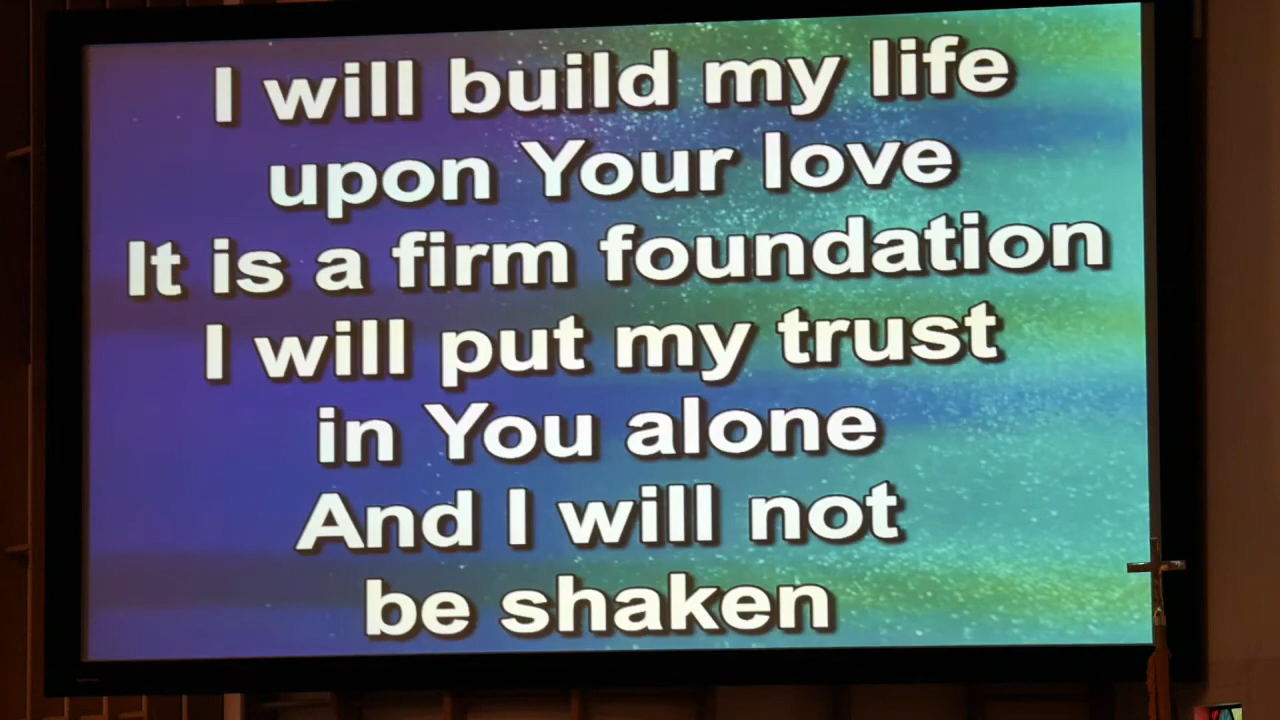 I will build my life
upon Your love
It is a firm foundation
I will put my trust
in You alone
And I will not
be shaken